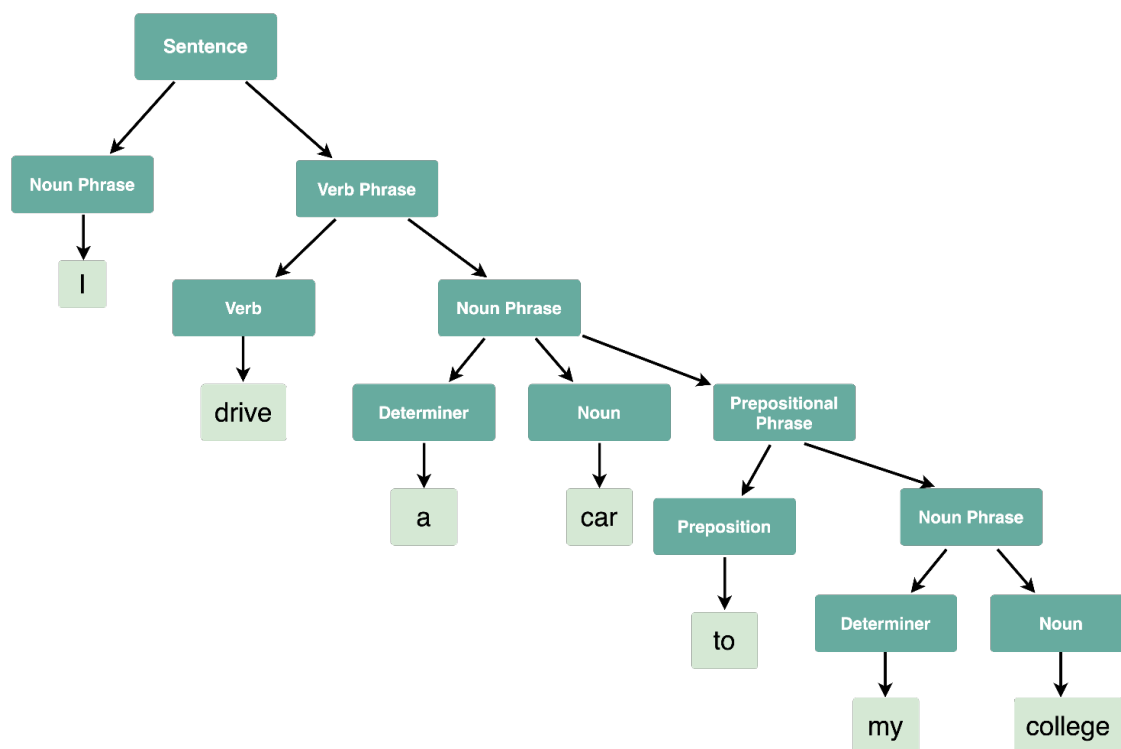 Sentence
Noun Phrase
Verb Phrase
I
Verb
Noun Phrase
drive
Determiner
Noun
Prepositional
Phrase
a
car
Preposition
Noun Phrase
to
Determiner
Noun
my
college